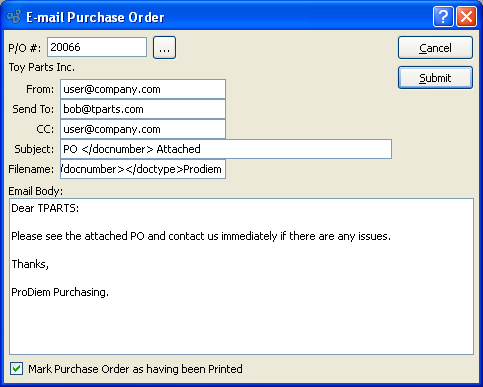 E-mail Purchase Order
P/O #: 20066 ...
Cancel
Toy Parts Inc.
Submit
From: user@company.com
Send To: bob@tparts.com
CC: user@company.com
Subject: PO </docnumber> Attached
Filename: /docnumber></doctype>Prodiem
Email Body:
Dear TPARTS:
Please see the attached PO and contact us immediately if there are any issues.
Thanks,
ProDiem Purchasing.
Mark Purchase Order as having been Printed